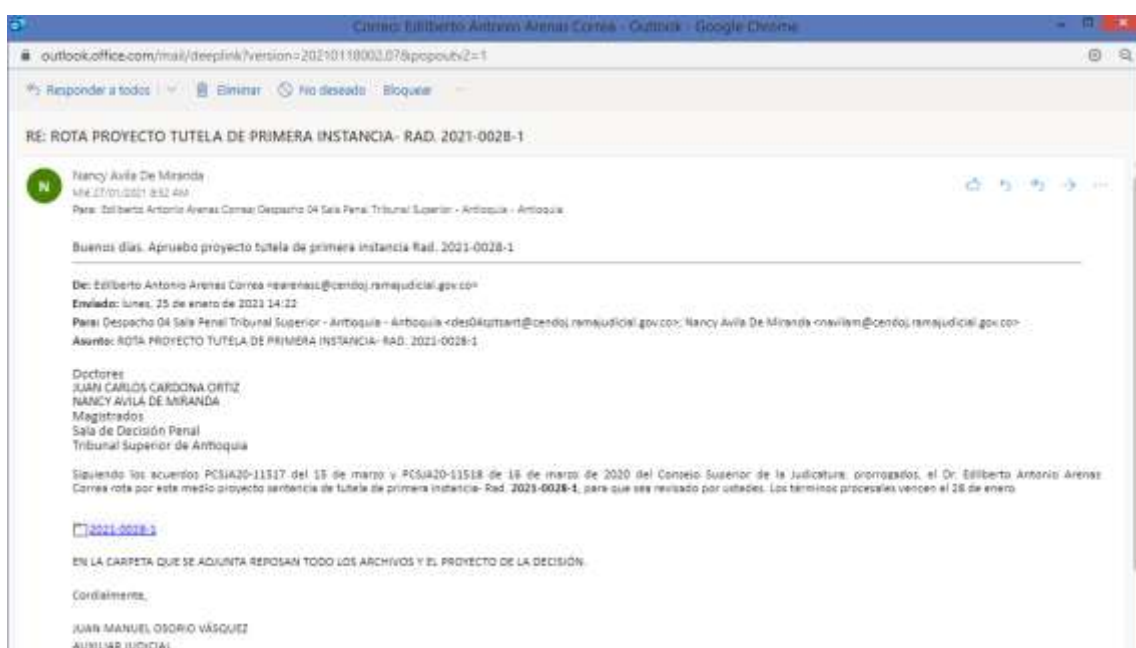 Correo: Edilberto Antonio Arenas Correa - Outlook - Google Chrome
outlook.office.com/mail/deeplink?version=20210118002.07&popoutv2=1
Responder a todos Eliminar No deseado Bloquear
RE: ROTA PROYECTO TUTELA DE PRIMERA INSTANCIA- RAD. 2021-0028-1
N
Nancy Avila De Miranda
Mié 27/01/2021 8:52 AM
Para: Edilberto Antonio Arenas Correa; Despacho 04 Sala Penal Tribunal Superior - Antioquia - Antioquia
Buenos días. Apruebo proyecto tutela de primera instancia Rad. 2021-0028-1
De: Edilberto Antonio Arenas Correa <earenasc@cendoj.ramajudicial.gov.co>
Enviado: lunes, 25 de enero de 2021 14:22
Para: Despacho 04 Sala Penal Tribunal Superior - Antioquia - Antioquia <des04sptsant@cendoj.ramajudicial.gov.co>; Nancy Avila De Miranda <navilam@cendoj.ramajudicial.gov.co>
Asunto: ROTA PROYECTO TUTELA DE PRIMERA INSTANCIA- RAD. 2021-0028-1
Doctores
JUAN CARLOS CARDONA ORTIZ
NANCY AVILA DE MIRANDA
Magistrados
Sala de Decisión Penal
Tribunal Superior de Antioquia
Siguiendo los acuerdos PCSJA20-11517 del 15 de marzo y PCSJA20-11518 de 16 de marzo de 2020 del Consejo Superior de la Judicatura, prorrogados, el Dr. Edilberto Antonio Arenas
Correa rota por este medio proyecto sentencia de tutela de primera instancia- Rad. 2021-0028-1, para que sea revisado por ustedes. Los términos procesales vencen el 28 de enero.
2021-0028-1
EN LA CARPETA QUE SE ADJUNTA REPOSAN TODO LOS ARCHIVOS Y EL PROYECTO DE LA DECISIÓN.
Cordialmente,
JUAN MANUEL OSORIO VÁSQUEZ
AUXILIAR JUDICIAL